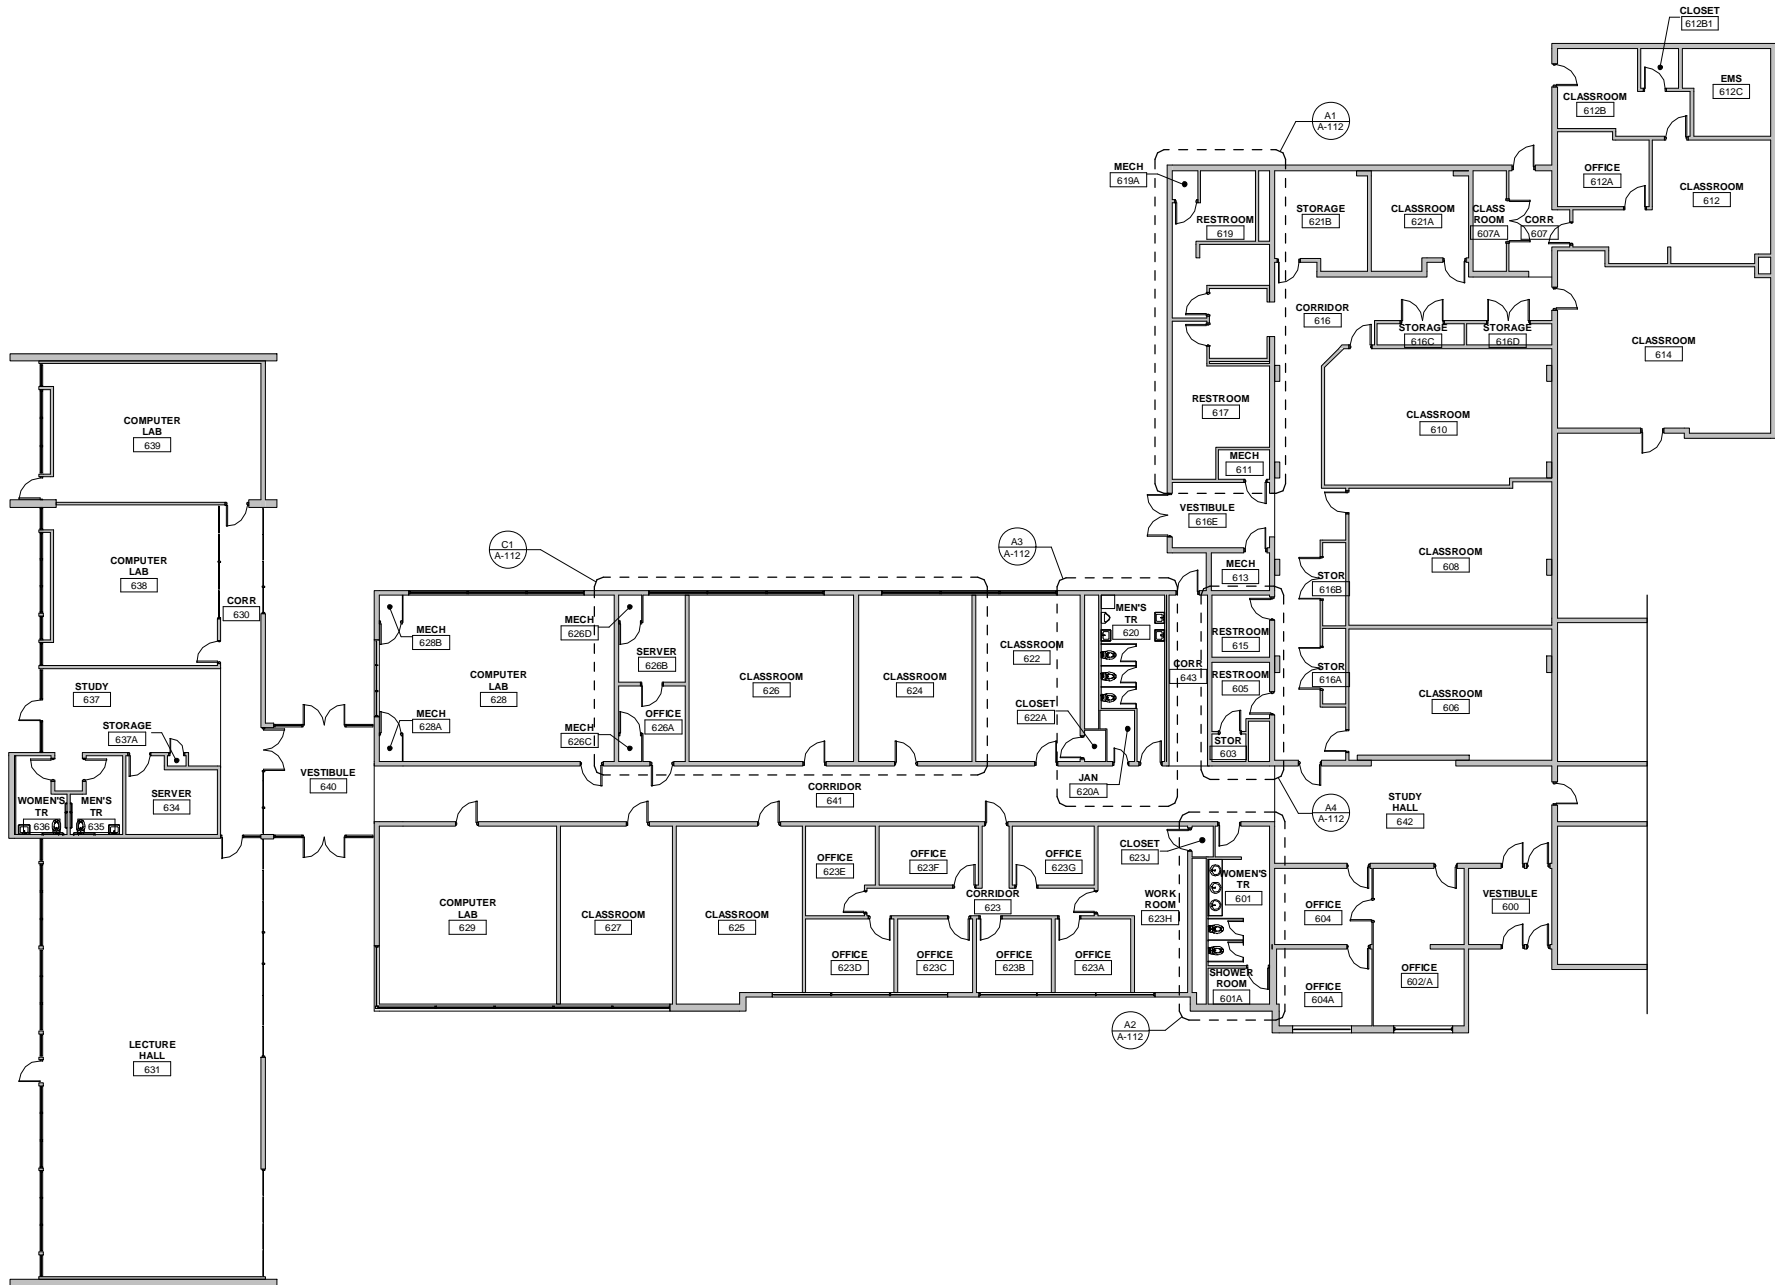 CLOSET
612B1
EMS
612C
CLASSROOM
612B
A1
A-112
MECH
619A
OFFICE
612A
CLASSROOM
612
STORAGE
621B
CLASSROOM
621A
CLASS
ROOM
607A
CORR
607
RESTROOM
619
CORRIDOR
616
STORAGE
616C
STORAGE
616D
CLASSROOM
614
RESTROOM
617
CLASSROOM
610
COMPUTER
LAB
639
MECH
611
VESTIBULE
616E
C1
A-112
A3
A-112
COMPUTER
LAB
638
CLASSROOM
608
MECH
613
STOR
616B
CORR
630
MECH
628B
MECH
626D
MEN'S
TR
620
RESTROOM
615
SERVER
626B
CLASSROOM
622
CORR
643
COMPUTER
LAB
628
CLASSROOM
626
CLASSROOM
624
RESTROOM
605
STOR
616A
CLASSROOM
606
STUDY
637
OFFICE
626A
CLOSET
622A
STORAGE
637A
MECH
628A
MECH
626C
STOR
603
VESTIBULE
640
JAN
620A
CORRIDOR
641
WOMEN'S
TR
636
MEN'S
TR
635
SERVER
634
STUDY
HALL
642
A4
A-112
CLOSET
623J
OFFICE
623E
OFFICE
623F
OFFICE
623G
WOMEN'S
TR
601
CORRIDOR
623
WORK
ROOM
623H
COMPUTER
LAB
629
CLASSROOM
627
CLASSROOM
625
OFFICE
604
VESTIBULE
600
OFFICE
623D
OFFICE
623C
OFFICE
623B
OFFICE
623A
SHOWER
ROOM
601A
OFFICE
604A
OFFICE
602/A
A2
A-112
LECTURE
HALL
631